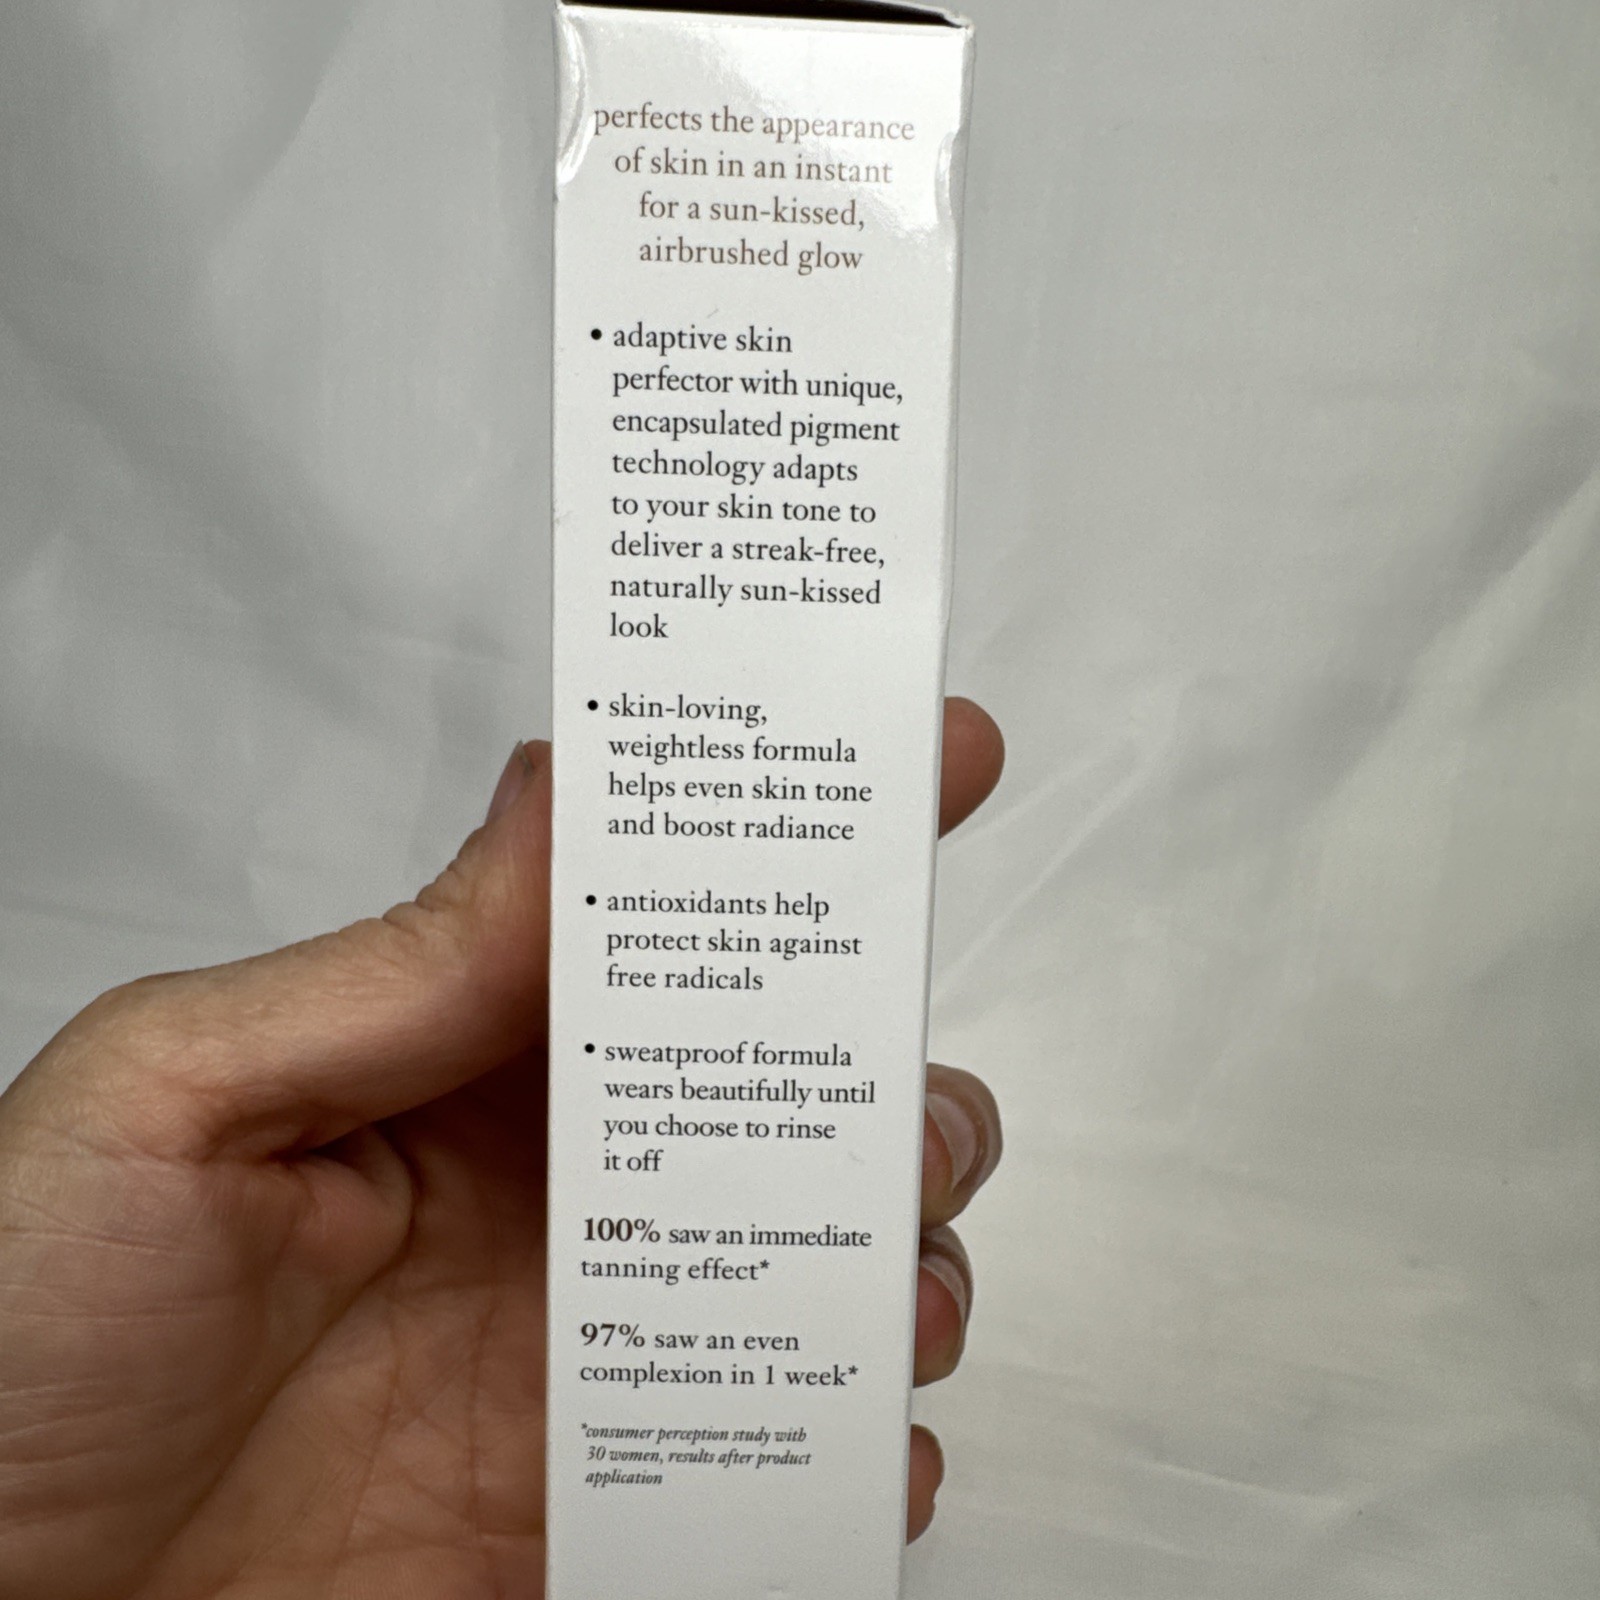 perfects the appearance
of skin in an instant
for a sun-kissed,
airbrushed glow
• adaptive skin
perfector with unique,
encapsulated pigment
technology adapts
to your skin tone to
deliver a streak-free,
naturally sun-kissed
look
• skin-loving,
weightless formula
helps even skin tone
and boost radiance
• antioxidants help
protect skin against
free radicals
• sweatproof formula
wears beautifully until
you choose to rinse
it off
100% saw an immediate
tanning effect*
97% saw an even
complexion in 1 week*
*consumer perception study with
30 women, results after product
application